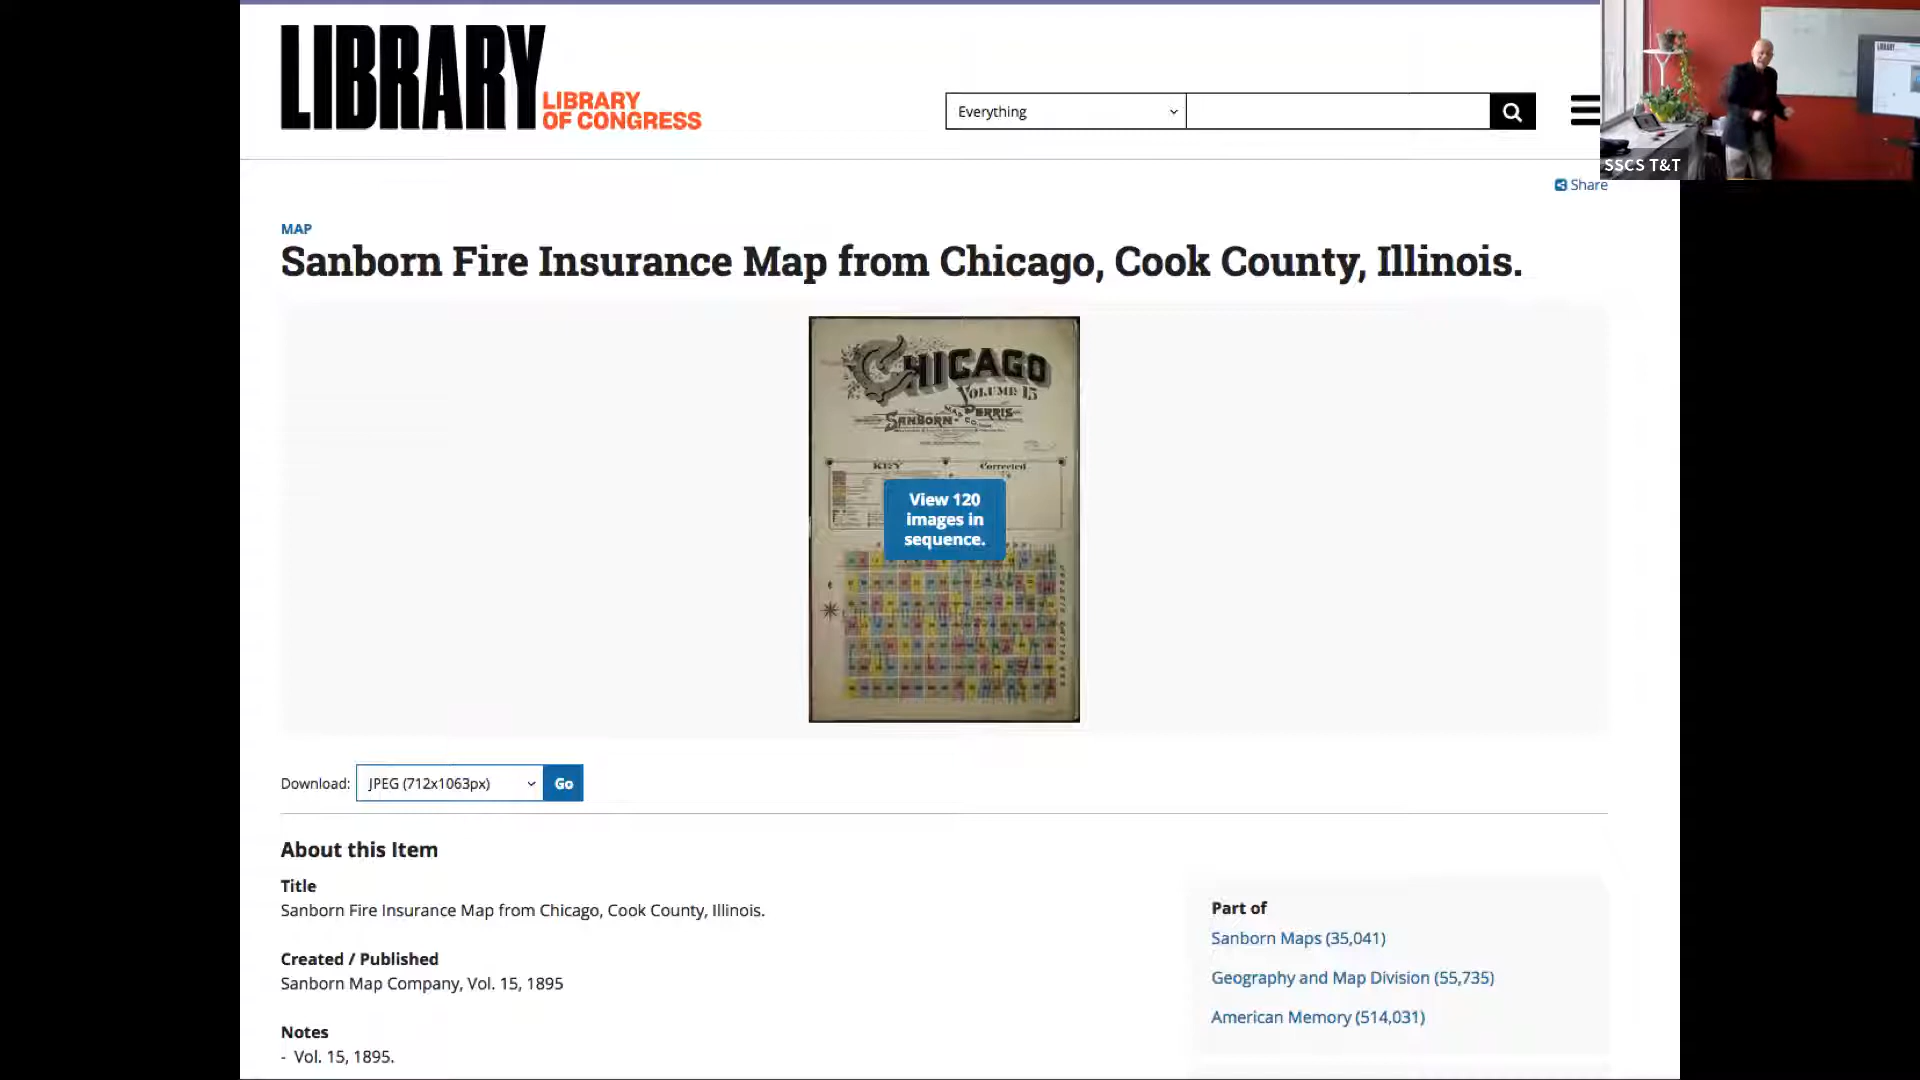 LIBRARY
LIBRARY
OF CONGRESS
Everything
SSCS T&T
Share
MAP
Sanborn Fire Insurance Map from Chicago, Cook County, Illinois.
CHICAGO
VOLUME 15
SANBORN-PERRIS
MAP CO.
KEY
Corrected
View 120
images in
sequence.
Download:
JPEG (712x1063px)
Go
About this Item
Title
Sanborn Fire Insurance Map from Chicago, Cook County, Illinois.
Created / Published
Sanborn Map Company, Vol. 15, 1895
Notes
- Vol. 15, 1895.
Part of
Sanborn Maps (35,041)
Geography and Map Division (55,735)
American Memory (514,031)